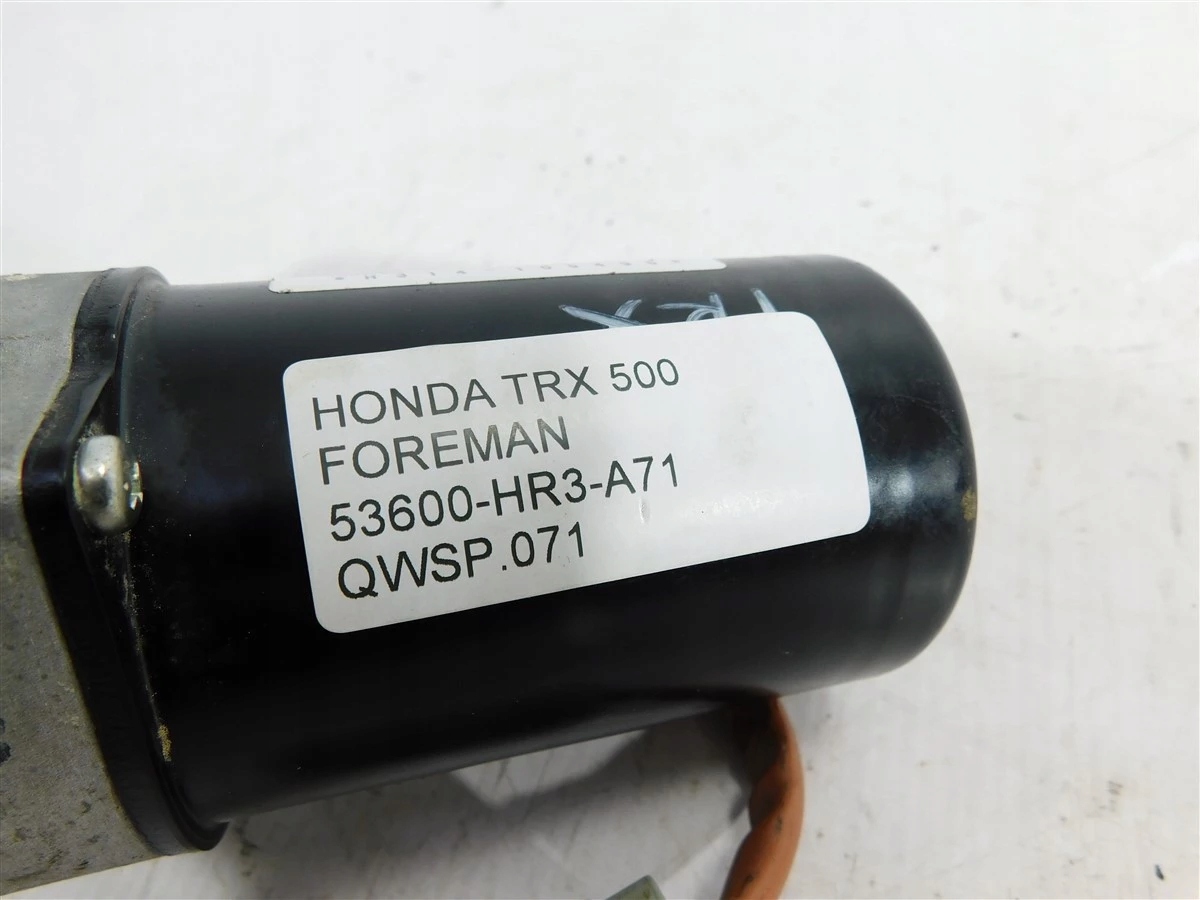 TRX
HONDA TRX 500
FOREMAN
53600-HR3-A71
QWSP.071